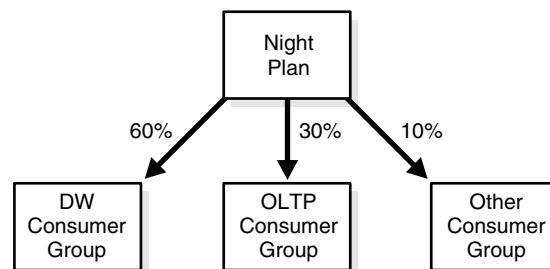 Night
Plan
60%
30%
10%
DW
Consumer
Group
OLTP
Consumer
Group
Other
Consumer
Group